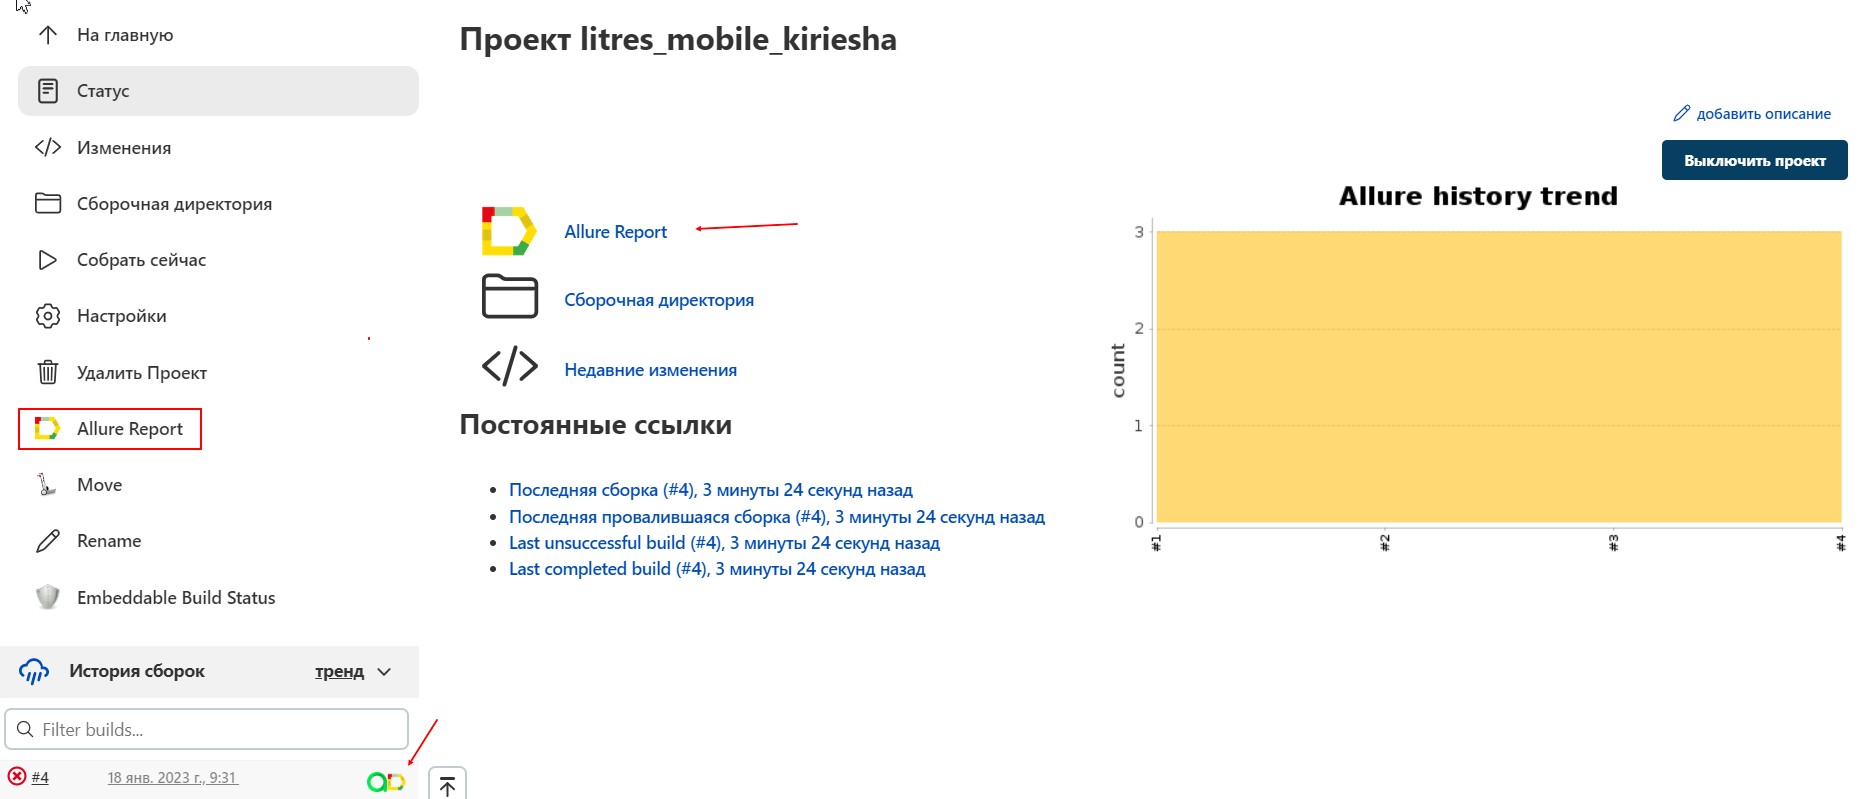 На главную
Статус
Изменения
Сборочная директория
Собрать сейчас
Настройки
Удалить Проект
Allure Report
Move
Rename
Embeddable Build Status
История сборок
тренд
Filter builds...
#4
18 янв. 2023 г., 9:31
Проект litres_mobile_kiriesha
добавить описание
Выключить проект
Allure Report
Сборочная директория
Недавние изменения
Постоянные ссылки
Последняя сборка (#4), 3 минуты 24 секунд назад
Последняя провалившаяся сборка (#4), 3 минуты 24 секунд назад
Last unsuccessful build (#4), 3 минуты 24 секунд назад
Last completed build (#4), 3 минуты 24 секунд назад
Allure history trend
3
2
1
0
count
#1
#2
#3
#4